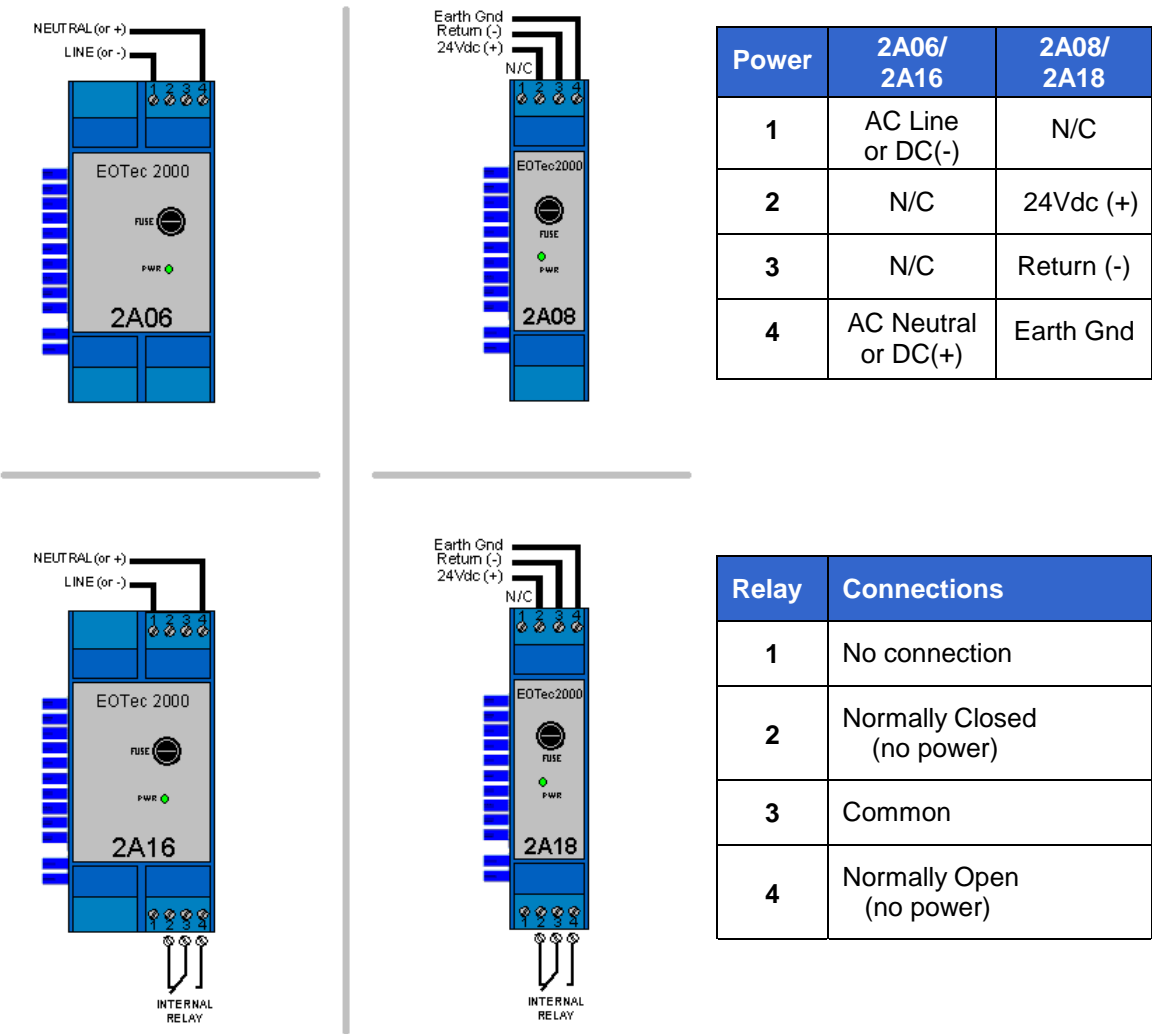 NEUTRAL(or +)
LINE (or -)
1 2 3 4
EOTec 2000
FUSE
PWR
2A06
Earth Gnd
Return (-)
24Vdc (+)
N/C
1 2 3 4
EOTec2000
FUSE
PWR
2A08
Power 2A06/ 2A08/
2A16 2A18
1 AC Line N/C
or DC(-)
2 N/C 24Vdc (+)
3 N/C Return (-)
4 AC Neutral Earth Gnd
or DC(+)
NEUTRAL(or +)
LINE (or -)
1 2 3 4
EOTec 2000
FUSE
PWR
2A16
1 2 3 4
INTERNAL
RELAY
Earth Gnd
Return (-)
24Vdc (+)
N/C
1 2 3 4
EOTec2000
FUSE
PWR
2A18
1 2 3 4
INTERNAL
RELAY
Relay Connections
1 No connection
2 Normally Closed
(no power)
3 Common
4 Normally Open
(no power)